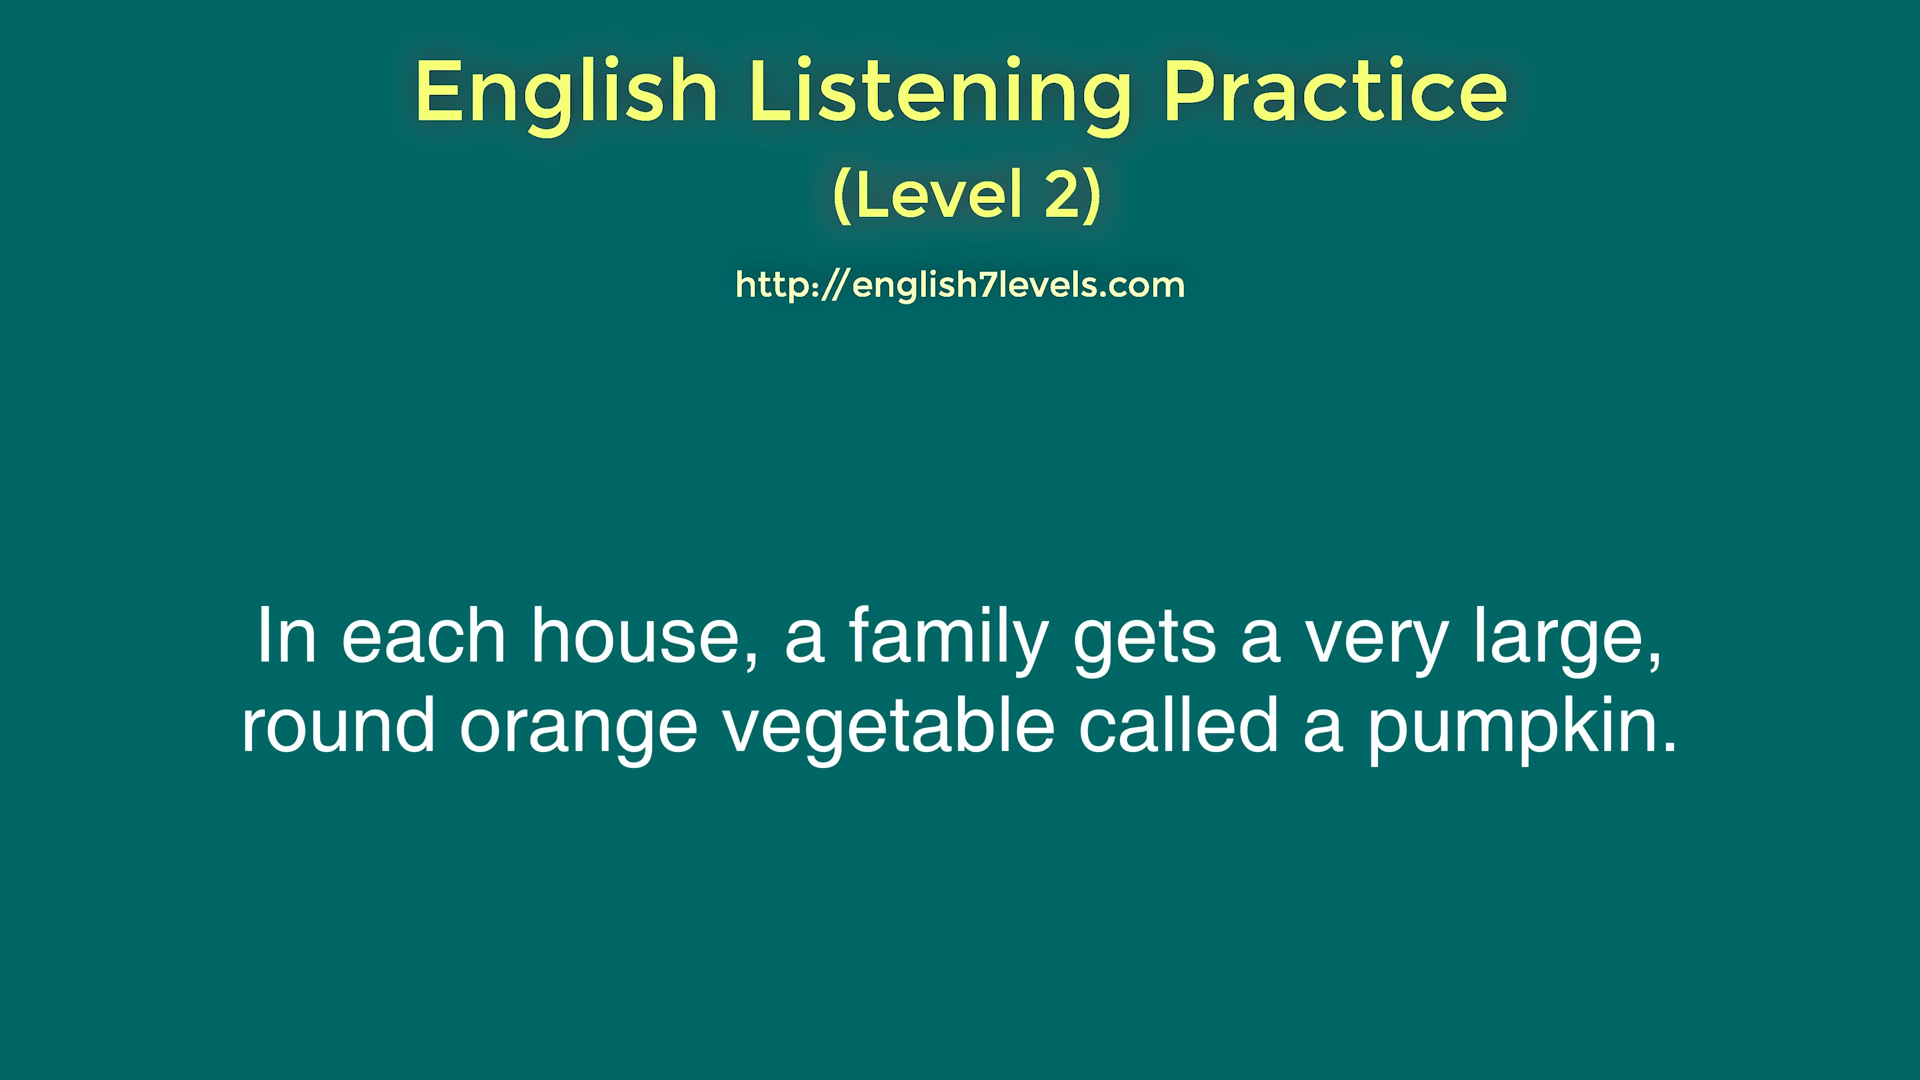 English Listening Practice
(Level 2)
http://english7levels.com
In each house, a family gets a very large,
round orange vegetable called a pumpkin.